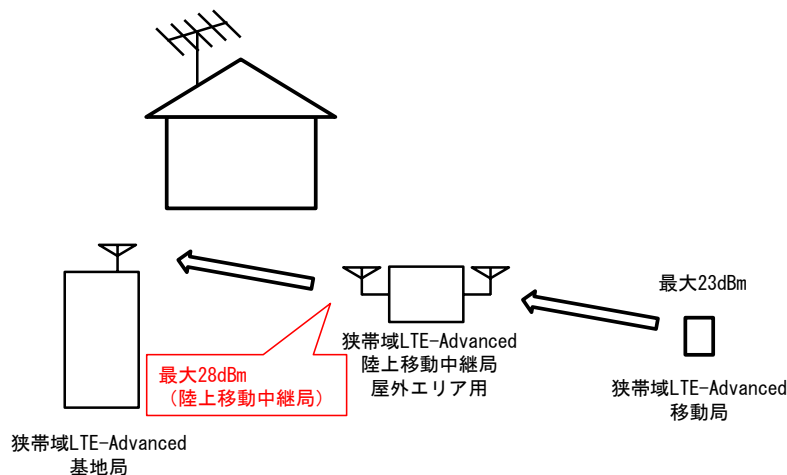 最大23dBm
狭帯域LTE-Advanced
陸上移動中継局
屋外エリア用
最大28dBm
（陸上移動中継局）
狭帯域LTE-Advanced
移動局
狭帯域LTE-Advanced
基地局